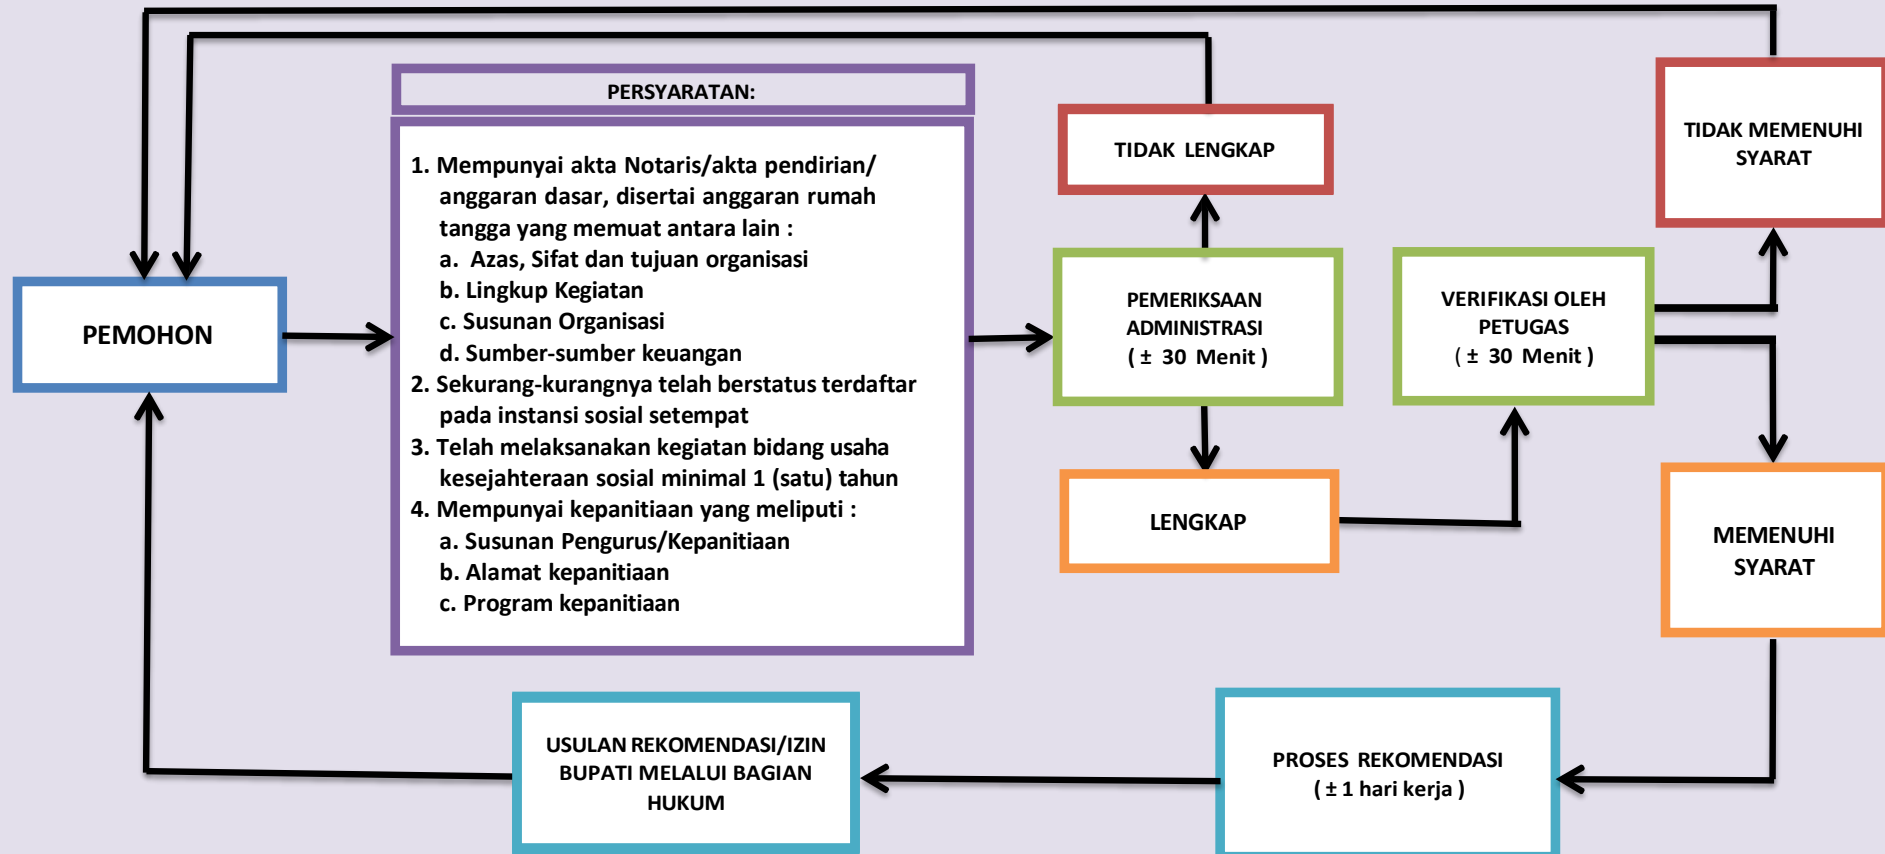 PERSYARATAN:
PEMOHON
1. Mempunyai akta Notaris/akta pendirian/
anggaran dasar, disertai anggaran rumah
tangga yang memuat antara lain :
a. Azas, Sifat dan tujuan organisasi
b. Lingkup Kegiatan
c. Susunan Organisasi
d. Sumber-sumber keuangan
2. Sekurang-kurangnya telah berstatus terdaftar
pada instansi sosial setempat
3. Telah melaksanakan kegiatan bidang usaha
kesejahteraan sosial minimal 1 (satu) tahun
4. Mempunyai kepanitiaan yang meliputi :
a. Susunan Pengurus/Kepanitiaan
b. Alamat kepanitiaan
c. Program kepanitiaan
TIDAK LENGKAP
PEMERIKSAAN
ADMINISTRASI
( ± 30 Menit )
LENGKAP
VERIFIKASI OLEH
PETUGAS
( ± 30 Menit )
TIDAK MEMENUHI
SYARAT
MEMENUHI
SYARAT
PROSES REKOMENDASI
( ± 1 hari kerja )
USULAN REKOMENDASI/IZIN
BUPATI MELALUI BAGIAN
HUKUM